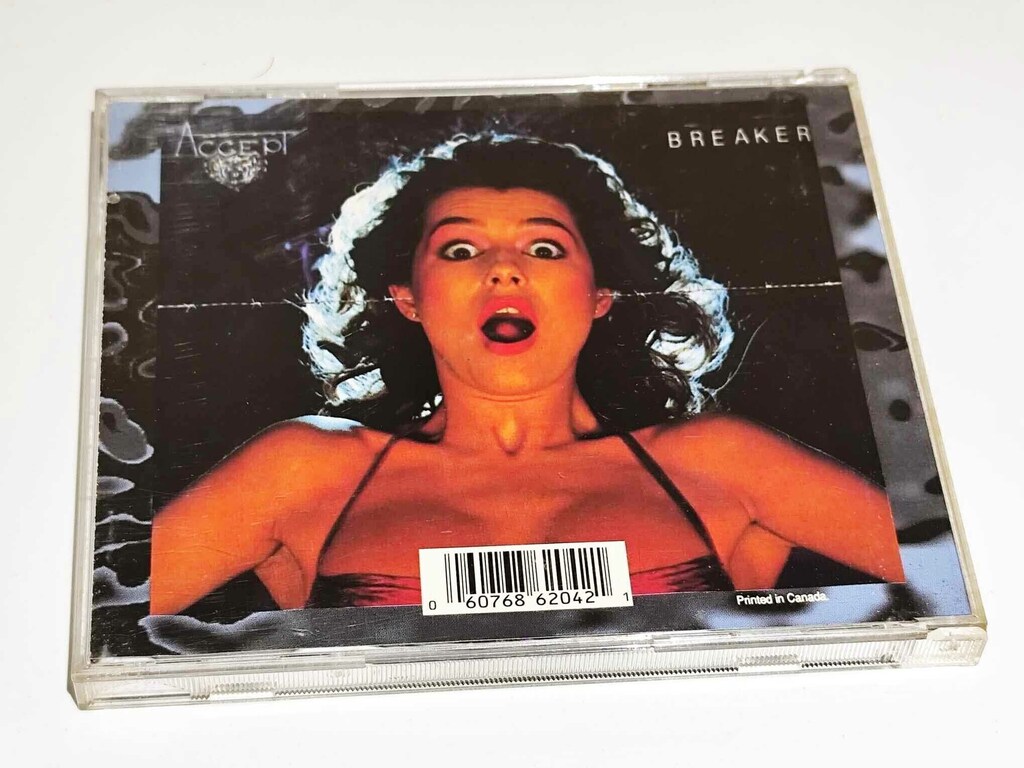 Accept
BREAKER
0 60768 62042 1
Printed in Canada.